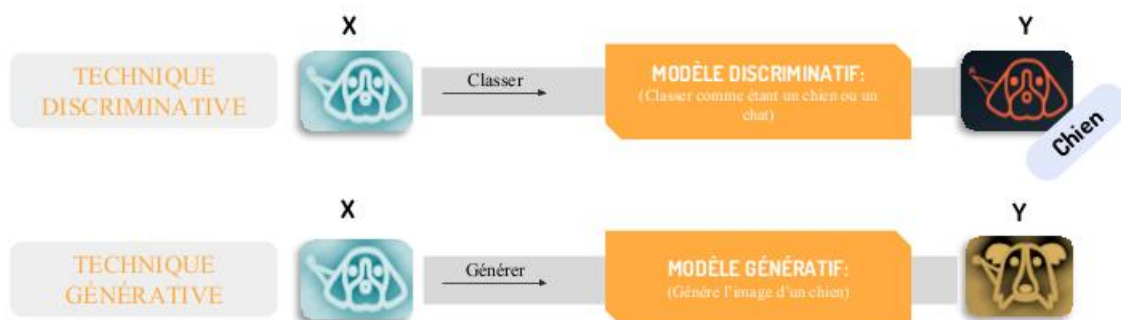 X
Y
TECHNIQUE
DISCRIMINATIVE
Classer
MODÈLE DISCRIMINATIF:
(Classer comme étant un chien ou un
chat)
Chien
X
Y
TECHNIQUE
GÉNÉRATIVE
Générer
MODÈLE GÉNÉRATIF:
(Génére l'image d'un chien)